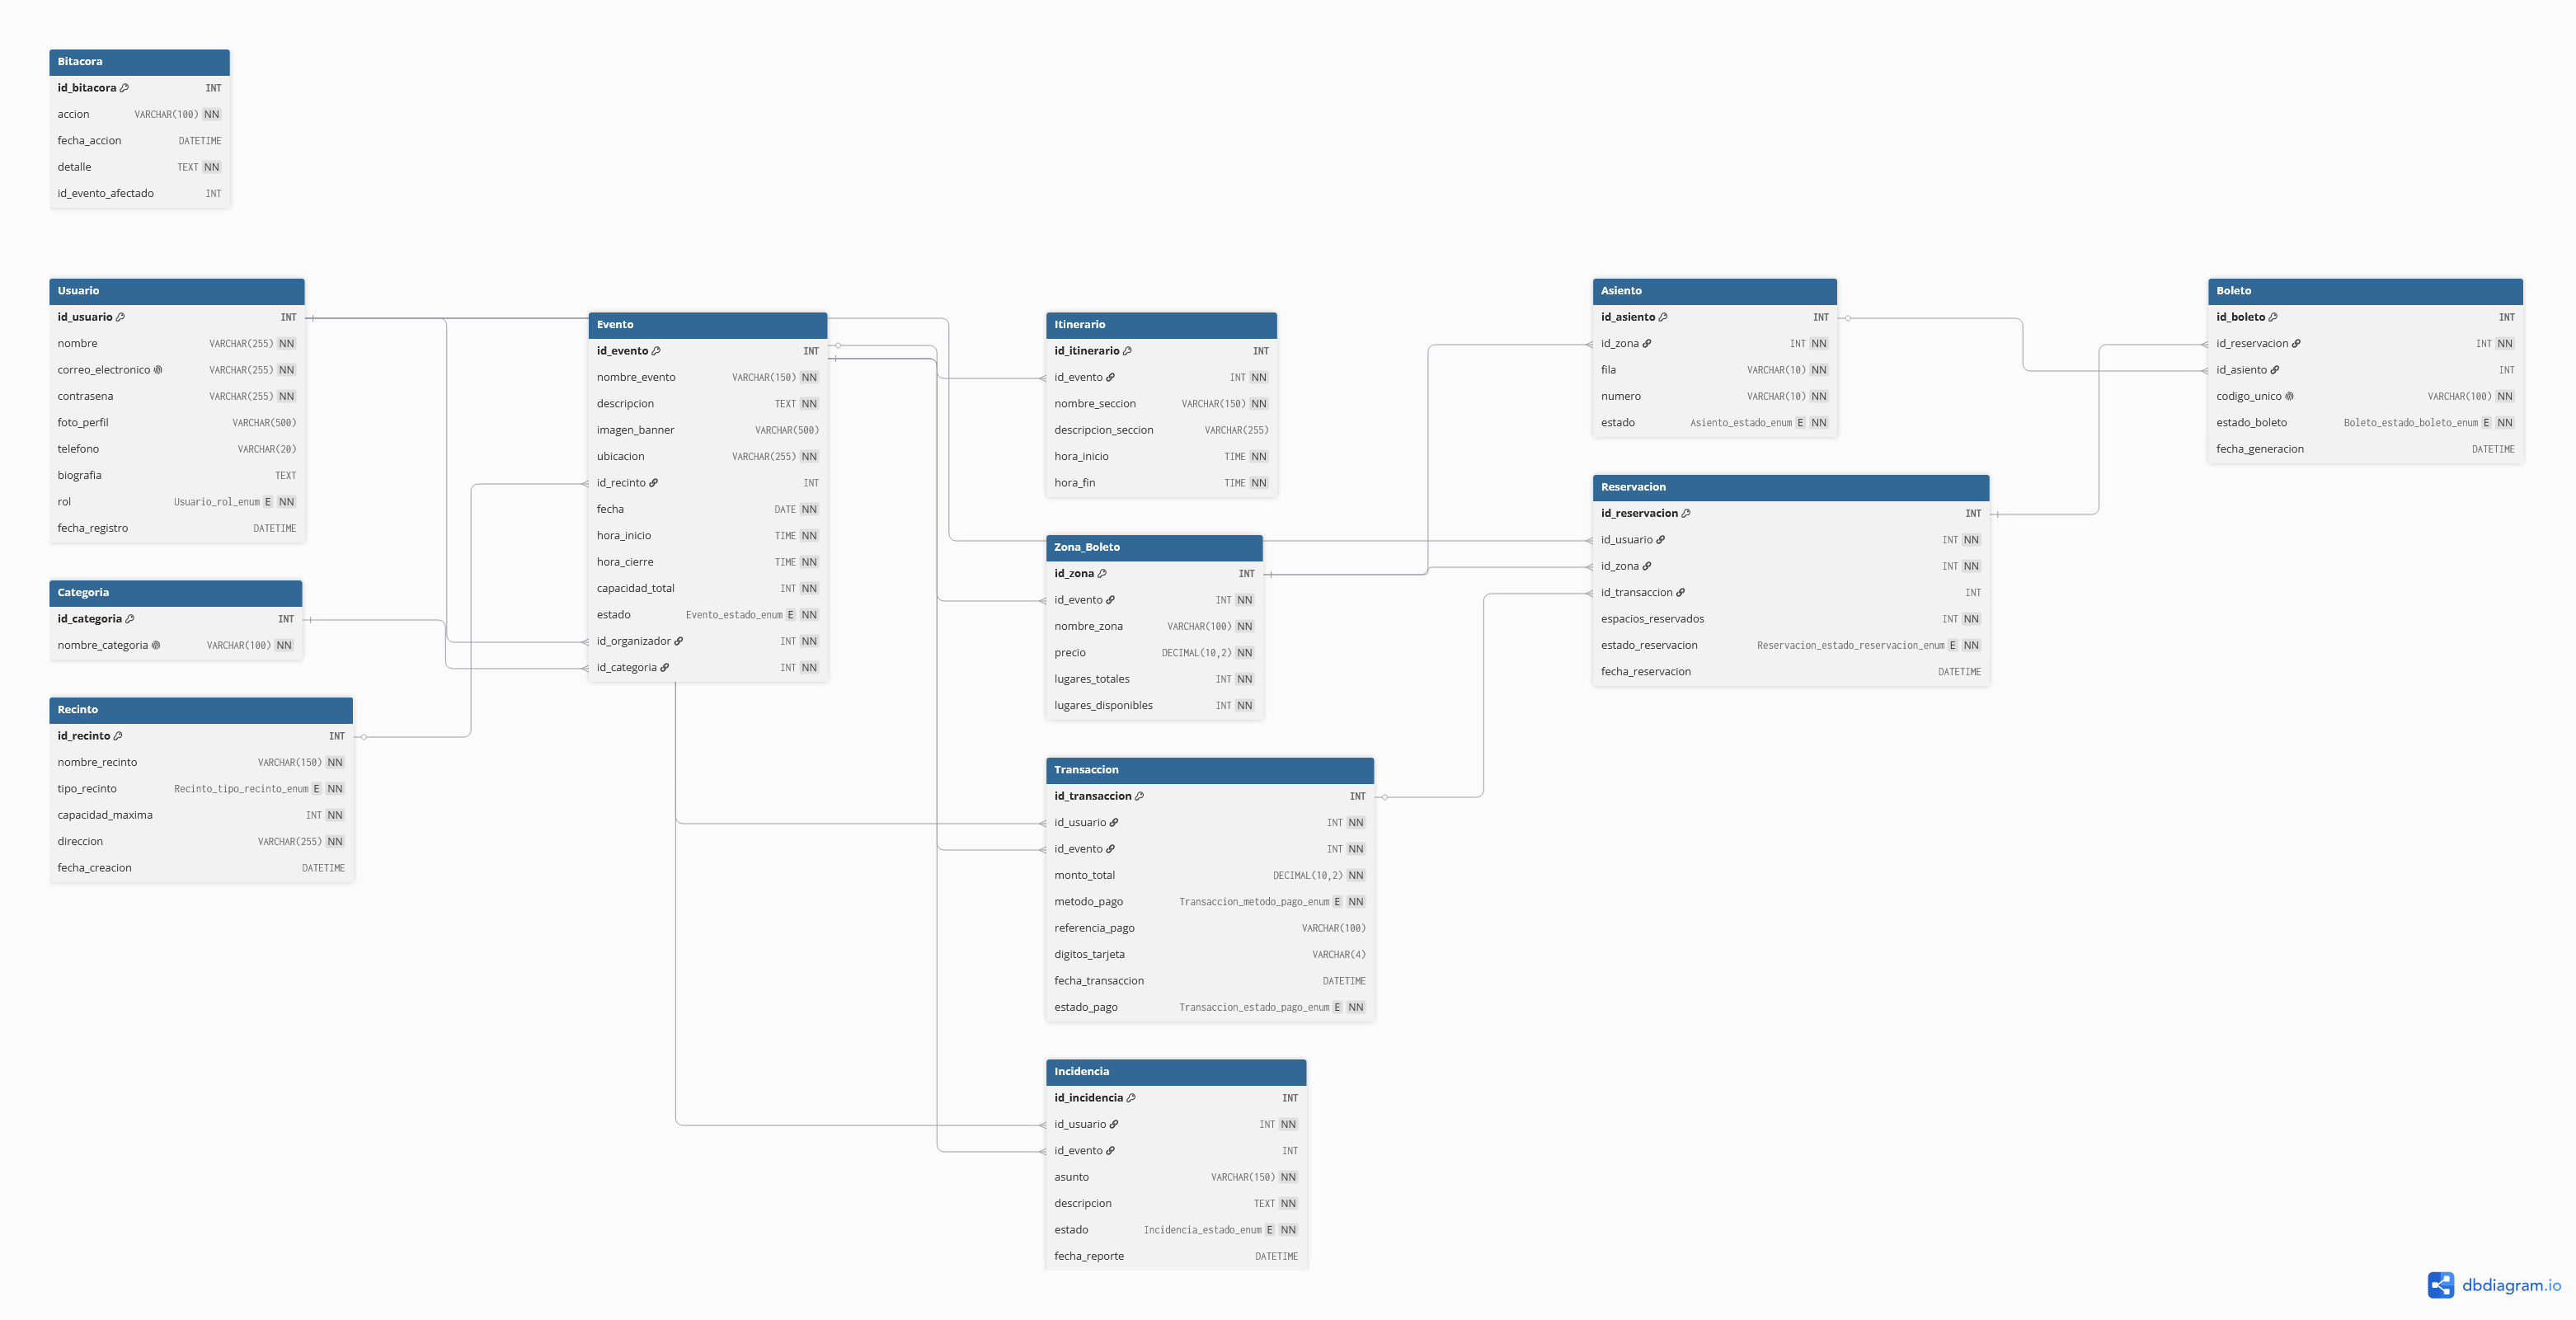 Bitacora
id_bitacora INT
accion VARCHAR(100) NN
fecha_accion DATETIME
detalle TEXT NN
id_evento_afectado INT
Usuario
id_usuario INT
nombre VARCHAR(255) NN
correo_electronico VARCHAR(255) NN
contrasena VARCHAR(255) NN
foto_perfil VARCHAR(500)
telefono VARCHAR(20)
biografia TEXT
rol Usuario_rol_enum E NN
fecha_registro DATETIME
Categoria
id_categoria INT
nombre_categoria VARCHAR(100) NN
Recinto
id_recinto INT
nombre_recinto VARCHAR(150) NN
tipo_recinto Recinto_tipo_recinto_enum E NN
capacidad_maxima INT NN
direccion VARCHAR(255) NN
fecha_creacion DATETIME
Evento
id_evento INT
nombre_evento VARCHAR(150) NN
descripcion TEXT NN
imagen_banner VARCHAR(500)
ubicacion VARCHAR(255) NN
id_recinto INT
fecha DATE NN
hora_inicio TIME NN
hora_cierre TIME NN
capacidad_total INT NN
estado Evento_estado_enum E NN
id_organizador INT NN
id_categoria INT NN
Itinerario
id_itinerario INT
id_evento INT NN
nombre_seccion VARCHAR(150) NN
descripcion_seccion VARCHAR(255)
hora_inicio TIME NN
hora_fin TIME NN
Zona_Boleto
id_zona INT
id_evento INT NN
nombre_zona VARCHAR(100) NN
precio DECIMAL(10,2) NN
lugares_totales INT NN
lugares_disponibles INT NN
Transaccion
id_transaccion INT
id_usuario INT NN
id_evento INT NN
monto_total DECIMAL(10,2) NN
metodo_pago Transaccion_metodo_pago_enum E NN
referencia_pago VARCHAR(100)
digitos_tarjeta VARCHAR(4)
fecha_transaccion DATETIME
estado_pago Transaccion_estado_pago_enum E NN
Incidencia
id_incidencia INT
id_usuario INT NN
id_evento INT
asunto VARCHAR(150) NN
descripcion TEXT NN
estado Incidencia_estado_enum E NN
fecha_reporte DATETIME
Asiento
id_asiento INT
id_zona INT NN
fila VARCHAR(10) NN
numero VARCHAR(10) NN
estado Asiento_estado_enum E NN
Reservacion
id_reservacion INT
id_usuario INT NN
id_zona INT NN
id_transaccion INT
espacios_reservados INT NN
estado_reservacion Reservacion_estado_reservacion_enum E NN
fecha_reservacion DATETIME
Boleto
id_boleto INT
id_reservacion INT NN
id_asiento INT
codigo_unico VARCHAR(100) NN
estado_boleto Boleto_estado_boleto_enum E NN
fecha_generacion DATETIME
dbdiagram.io